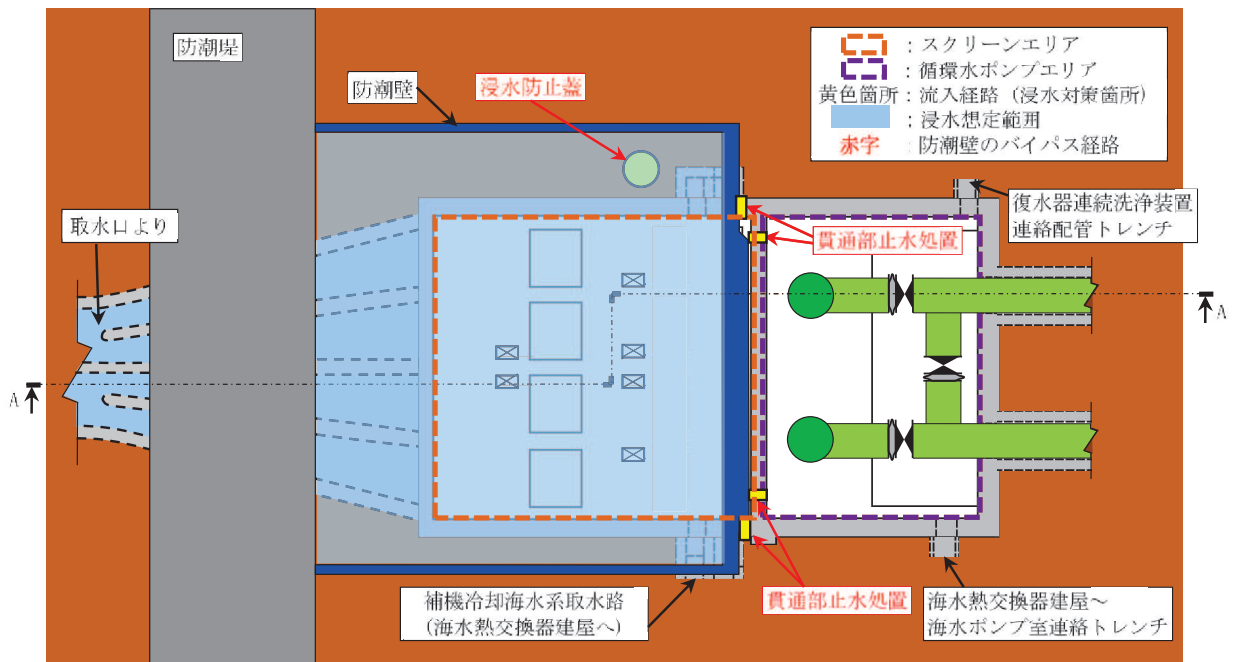 防潮堤
防潮壁
浸水防止蓋
：スクリーンエリア
：循環水ポンプエリア
黄色箇所：流入経路（浸水対策箇所）
：浸水想定範囲
赤字：防潮壁のバイパス経路
取水口より
貫通部止水処置
復水器連続洗浄装置
連絡配管トレンチ
A
A
補機冷却海水系取水路
(海水熱交換器建屋へ)
貫通部止水処置
海水熱交換器建屋～
海水ポンプ室連絡トレンチ